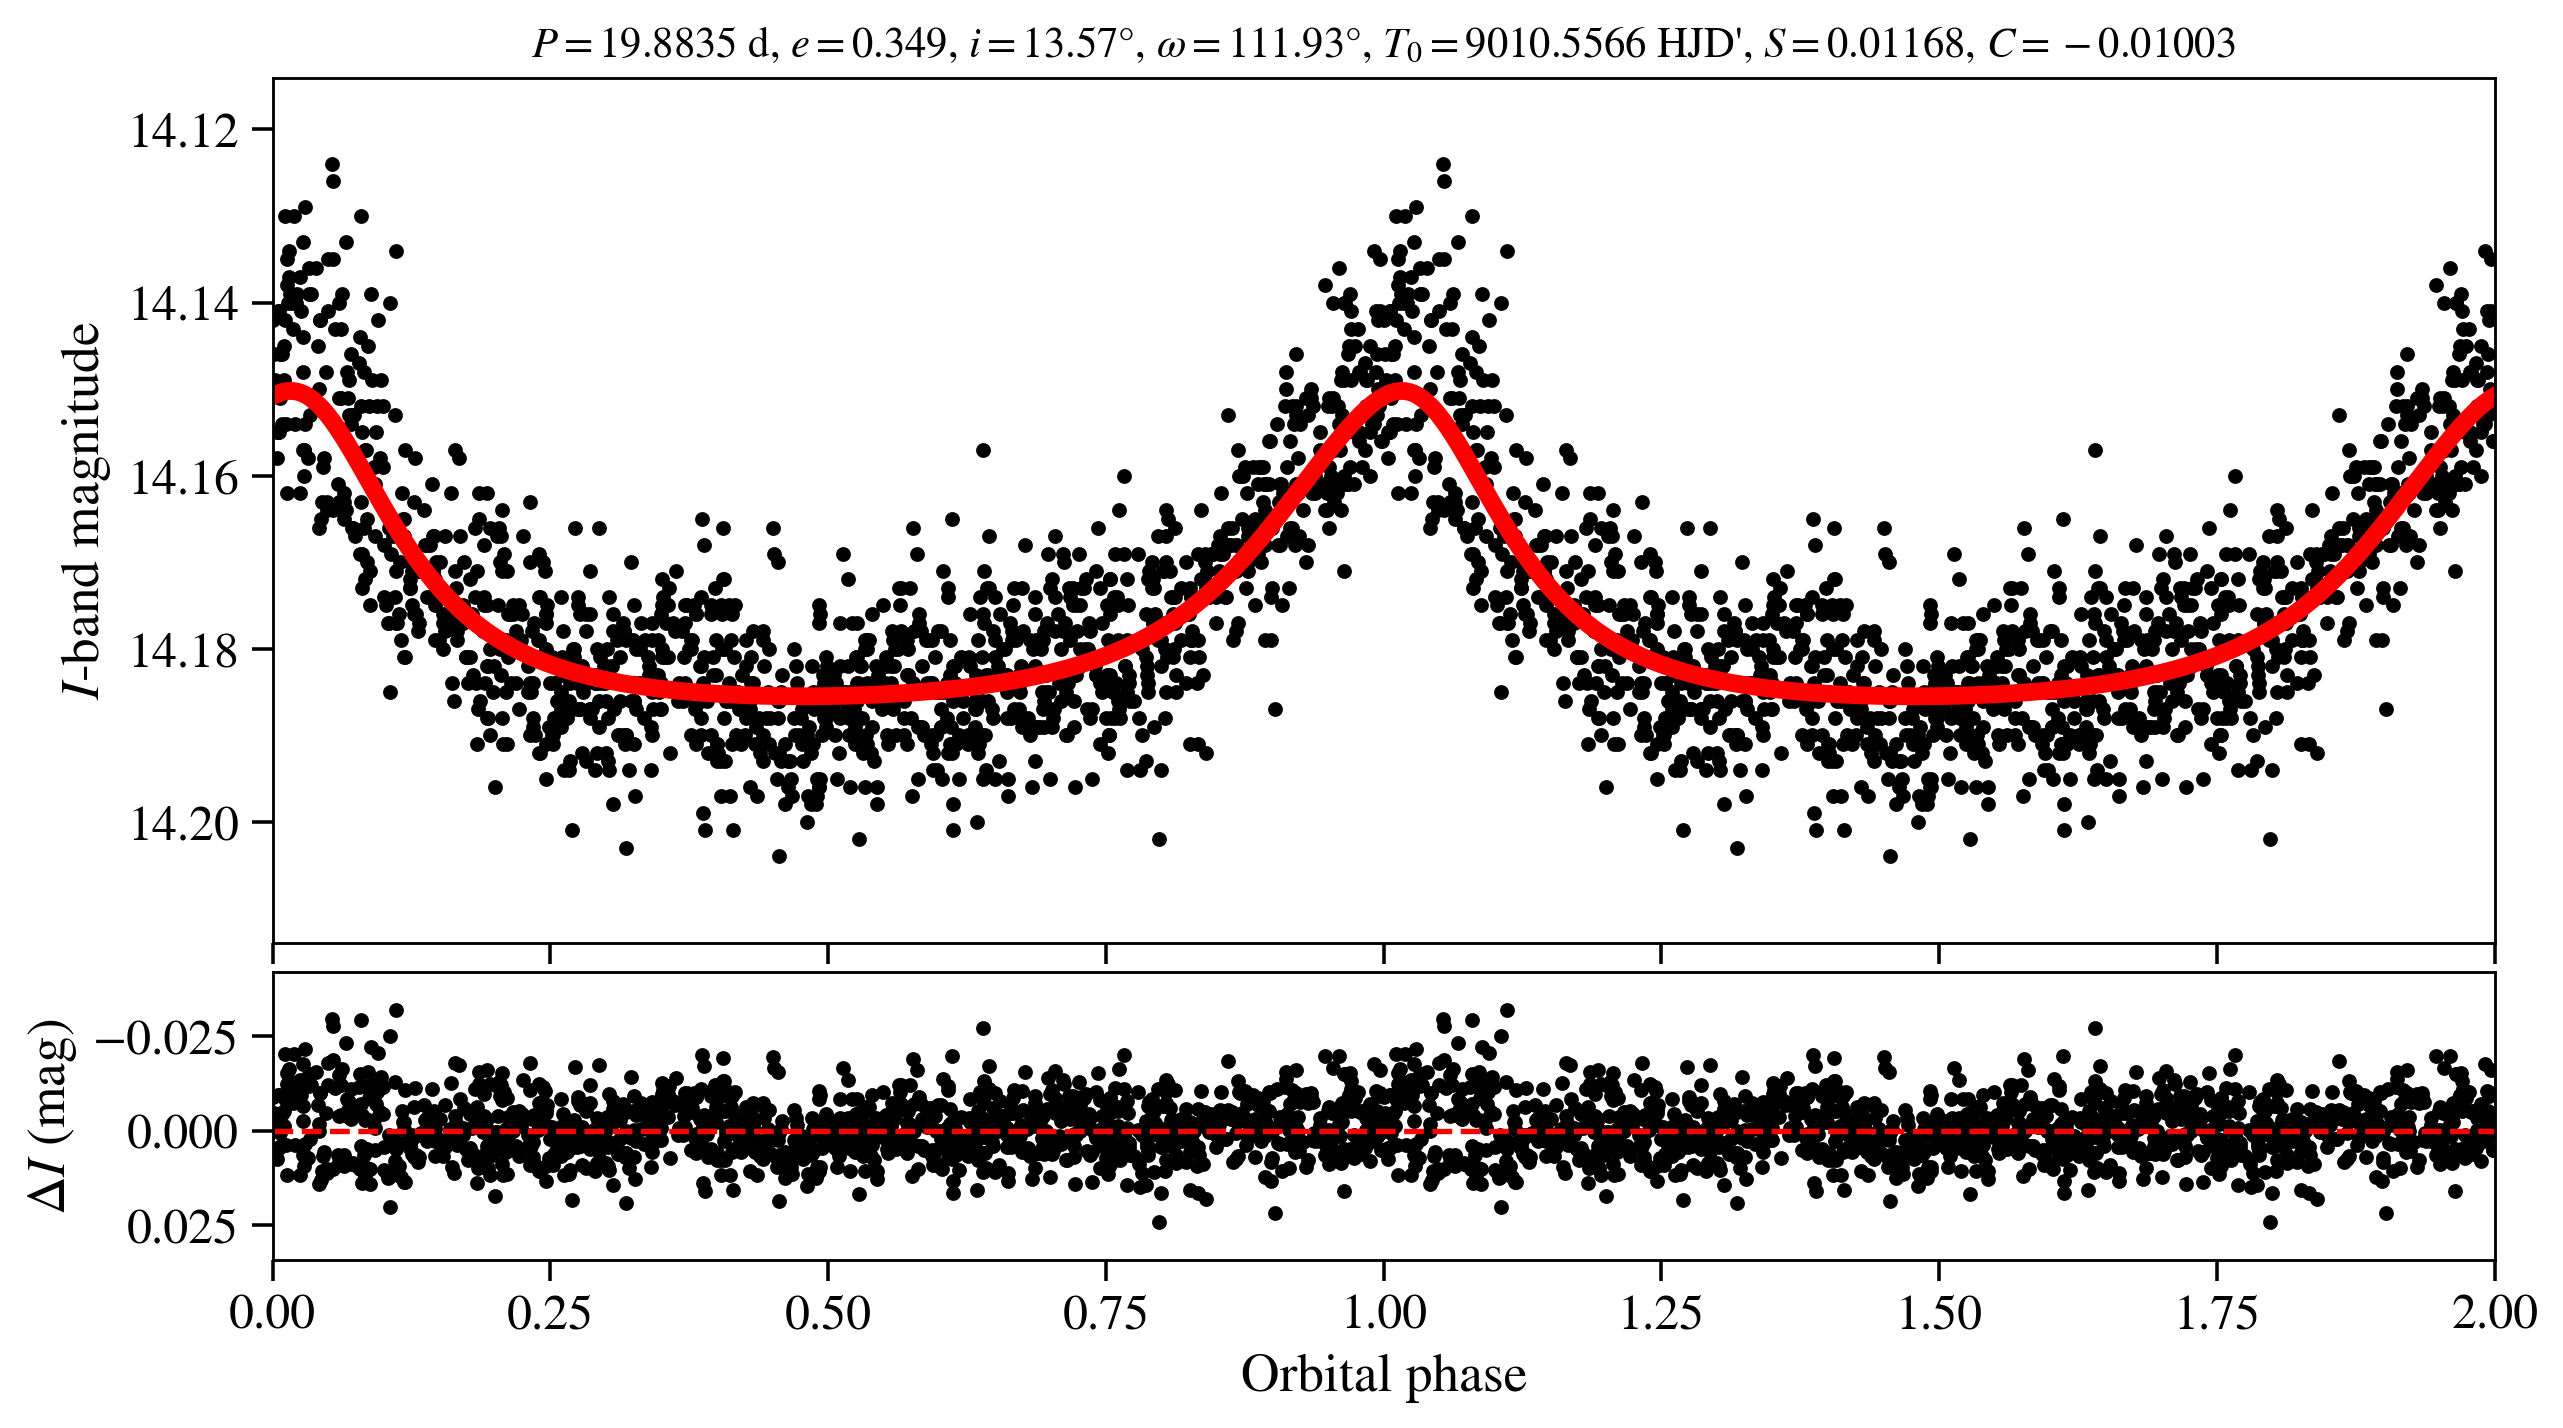 P = 19.8835 d, e = 0.349, i = 13.57°, ω = 111.93°, T₀ = 9010.5566 HJD', S = 0.01168, C = −0.01003
14.12
14.14
14.16
14.18
14.20
I-band magnitude
−0.025
0.000
0.025
ΔI (mag)
0.00 0.25 0.50 0.75 1.00 1.25 1.50 1.75 2.00
Orbital phase